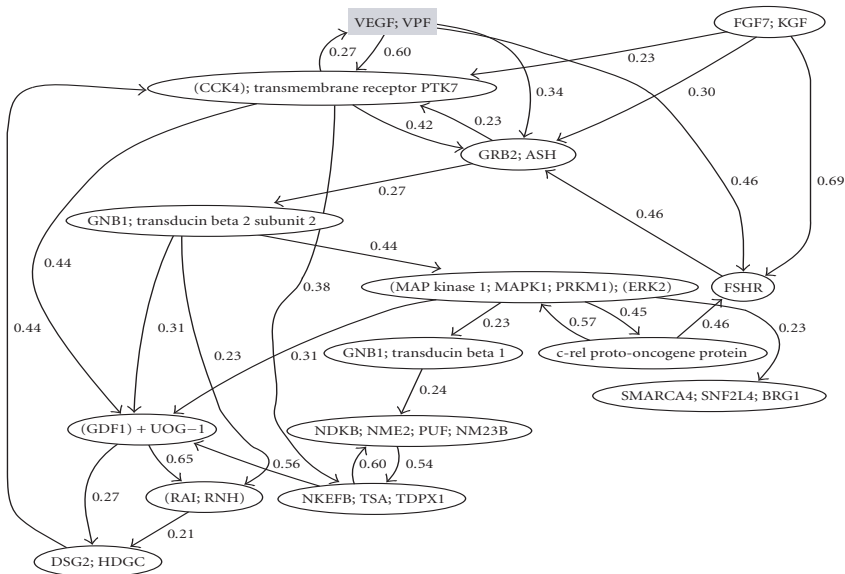 VEGF; VPF
FGF7; KGF
0.27
0.60
0.23
(CCK4); transmembrane receptor PTK7
0.34
0.30
0.23
0.42
GRB2; ASH
0.27
0.46
0.69
GNB1; transducin beta 2 subunit 2
0.46
0.44
0.44
0.38
(MAP kinase 1; MAPK1; PRKM1); (ERK2)
FSHR
0.44
0.31
0.23
0.31
0.23
0.57
0.45
0.46
0.23
GNB1; transducin beta 1
c-rel proto-oncogene protein
0.24
SMARCA4; SNF2L4; BRG1
(GDF1) + UOG−1
NDKB; NME2; PUF; NM23B
0.65
0.56
0.60
0.54
0.27
(RAI; RNH)
NKEFB; TSA; TDPX1
0.21
DSG2; HDGC